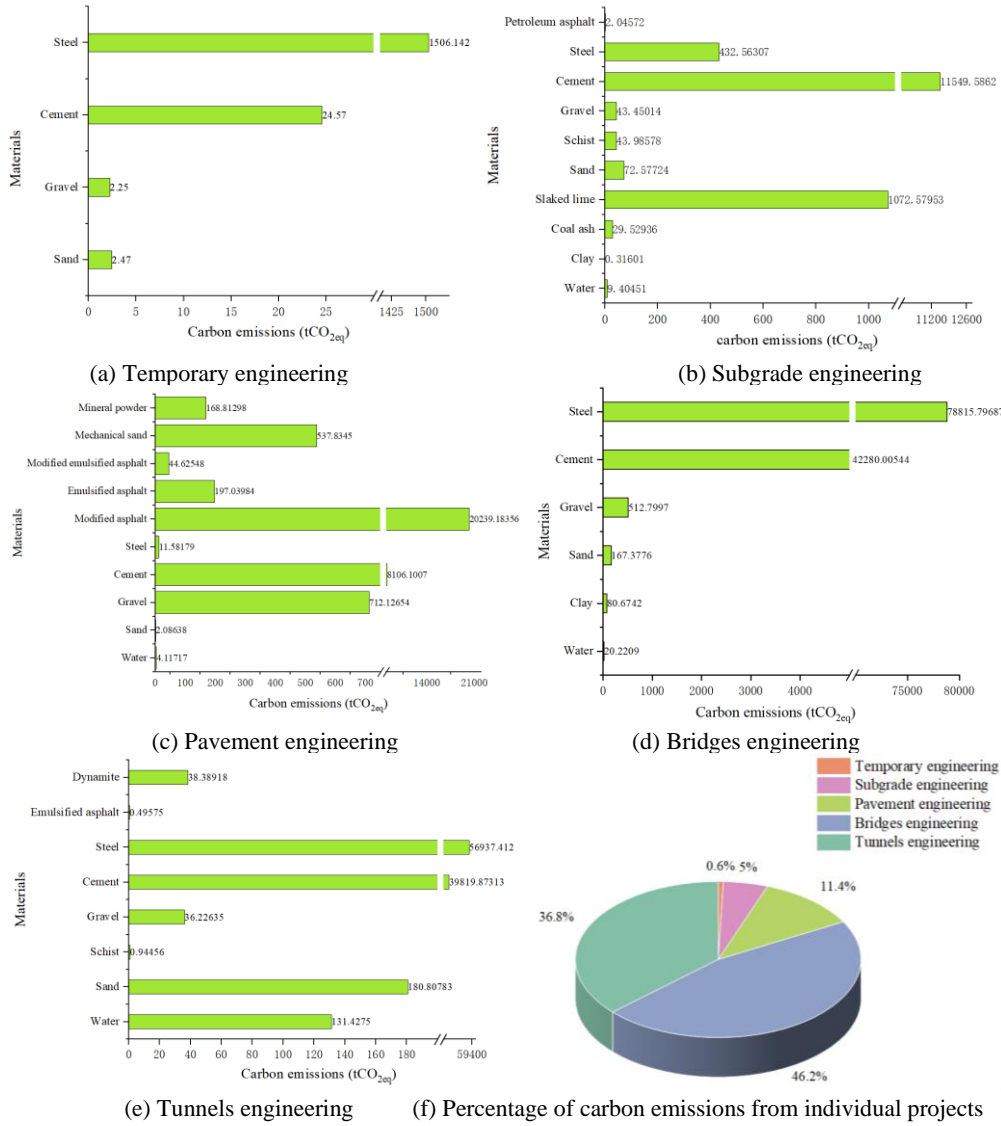 Steel
1506.142
Cement
24.57
Gravel
2.25
Sand
2.47
Materials
0 5 10 15 20 25 1425 1500
Carbon emissions (tCO2eq)
(a) Temporary engineering
Petroleum asphalt
2.04572
Steel
432.56307
Cement
11549.5862
Gravel
43.45014
Schist
43.98578
Sand
72.57724
Slaked lime
1072.57953
Coal ash
29.52936
Clay
0.31601
Water
9.40451
Materials
0 200 400 600 800 1000 11200 12600
carbon emissions (tCO2eq)
(b) Subgrade engineering
Mineral powder
168.81298
Mechanical sand
537.8345
Modified emulsified asphalt
44.62548
Emulsified asphalt
197.03984
Modified asphalt
20239.18356
Steel
11.58179
Cement
8106.1007
Gravel
712.12654
Sand
2.08638
Water
4.11717
Materials
0 100 200 300 400 500 600 700 14000 21000
Carbon emissions (tCO2eq)
(c) Pavement engineering
Steel
78815.79687
Cement
42280.00544
Gravel
512.7997
Sand
167.3776
Clay
80.6742
Water
20.2209
Materials
0 1000 2000 3000 4000 75000 80000
Carbon emissions (tCO2eq)
(d) Bridges engineering
Dynamite
38.38918
Emulsified asphalt
0.49575
Steel
56937.412
Cement
39819.87313
Gravel
36.22635
Schist
0.94456
Sand
180.80783
Water
131.4275
Materials
0 20 40 60 80 100 120 140 160 180 59400
Carbon emissions (tCO2eq)
(e) Tunnels engineering
Temporary engineering
Subgrade engineering
Pavement engineering
Bridges engineering
Tunnels engineering
0.6% 5%
11.4%
36.8%
46.2%
(f) Percentage of carbon emissions from individual projects